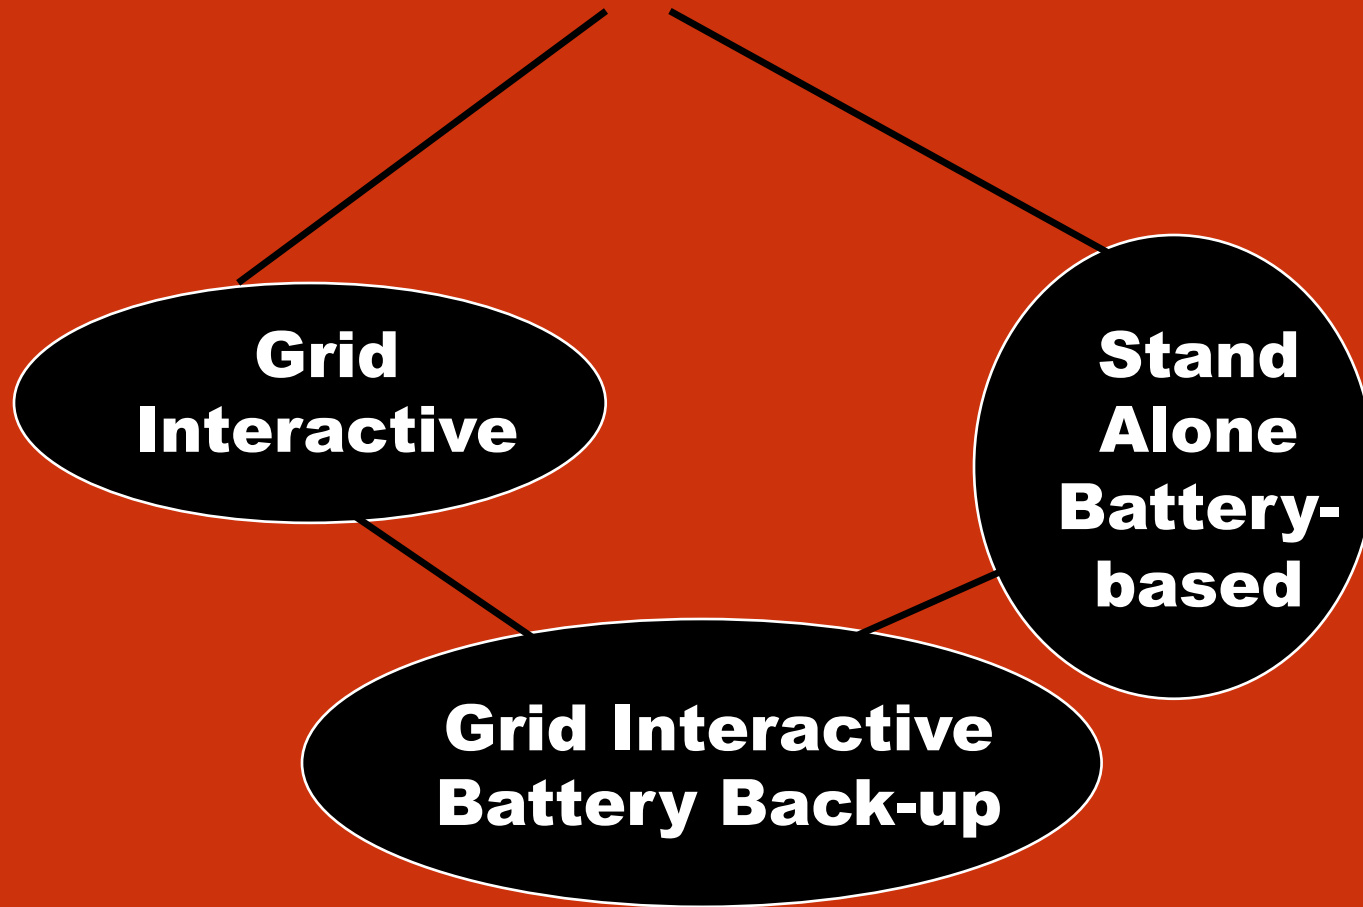 Grid
Interactive
Stand
Alone
Battery-
based
Grid Interactive
Battery Back-up